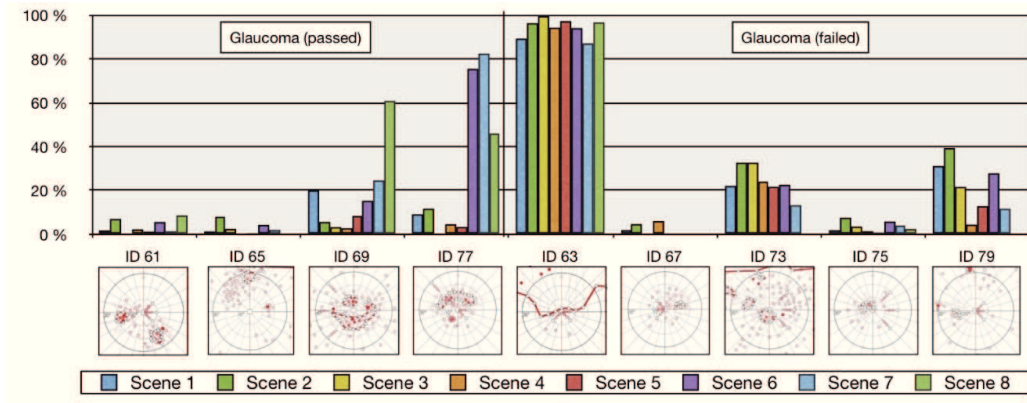 100 %
Glaucoma (passed)
Glaucoma (failed)
80 %
60 %
40 %
20 %
0 %
ID 61 ID 65 ID 69 ID 77 ID 63 ID 67 ID 73 ID 75 ID 79
Scene 1 Scene 2 Scene 3 Scene 4 Scene 5 Scene 6 Scene 7 Scene 8